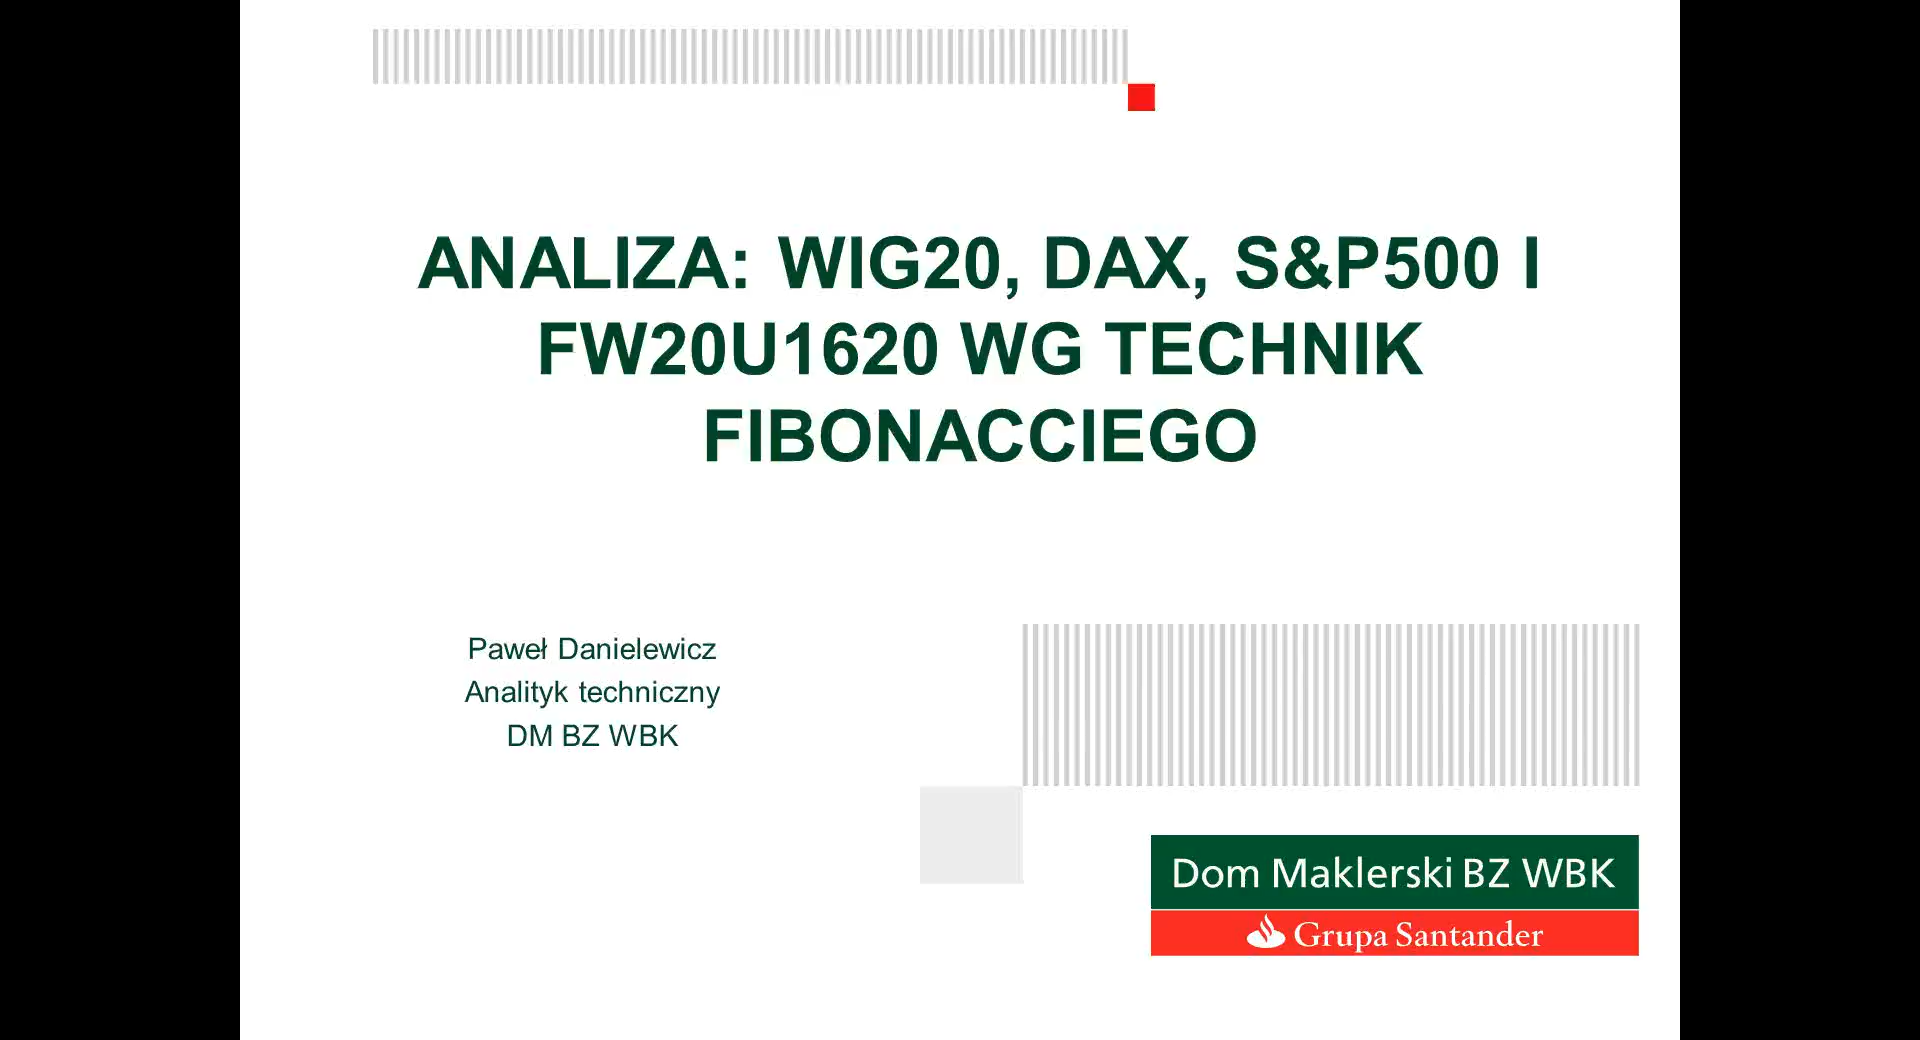 ANALIZA: WIG20, DAX, S&P500 I
FW20U1620 WG TECHNIK
FIBONACCIEGO
Paweł Danielewicz
Analityk techniczny
DM BZ WBK
Dom Maklerski BZ WBK
Grupa Santander